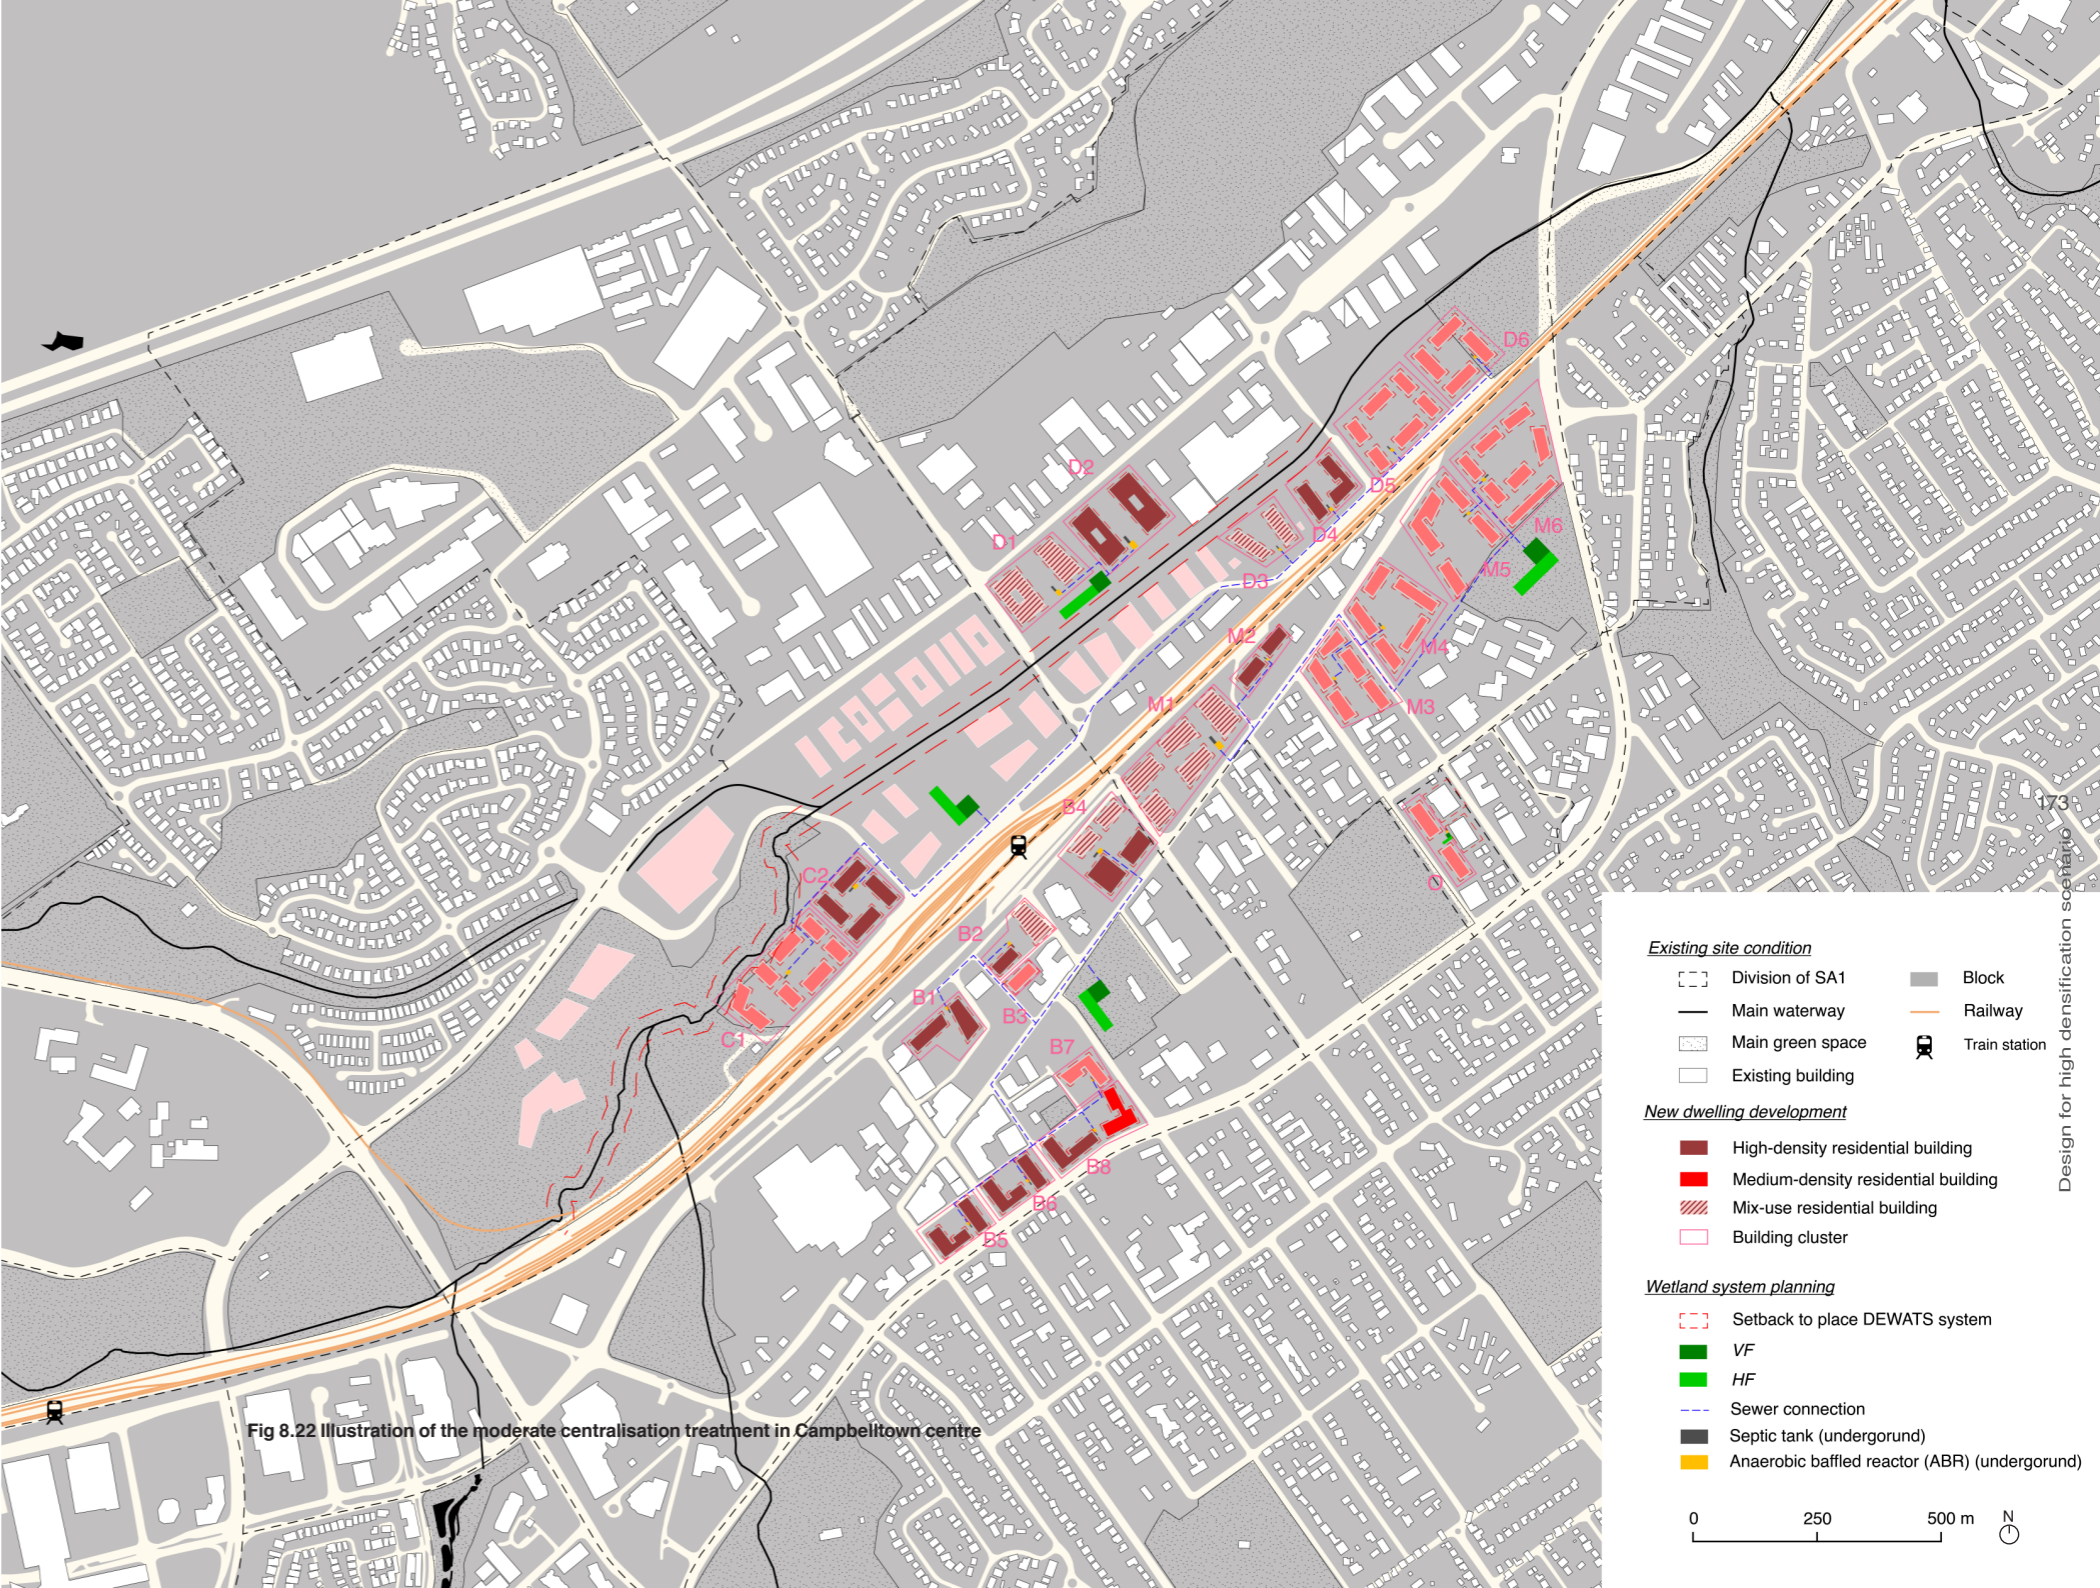 D6
D2
D5
M6
D1
D4
M5
D3
M2
M4
M1
M3
B4
C2
O
B2
B1
B3
C1
B7
B8
B6
B5
173
Design for high densification scenario
Existing site condition
Division of SA1
Block
Main waterway
Railway
Main green space
Train station
Existing building
New dwelling development
High-density residential building
Medium-density residential building
Mix-use residential building
Building cluster
Wetland system planning
Setback to place DEWATS system
VF
HF
Sewer connection
Septic tank (undergorund)
Anaerobic baffled reactor (ABR) (undergorund)
0 250 500 m N
Fig 8.22 Illustration of the moderate centralisation treatment in Campbelltown centre